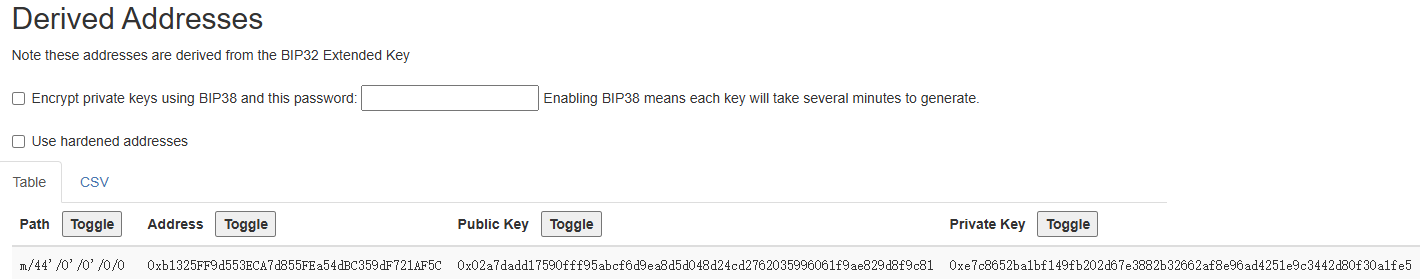 Derived Addresses
Note these addresses are derived from the BIP32 Extended Key
Encrypt private keys using BIP38 and this password: Enabling BIP38 means each key will take several minutes to generate.
Use hardened addresses
Table CSV
Path Toggle Address Toggle Public Key Toggle Private Key Toggle
m/44'/0'/0'/0/0 0xb1325FF9d553ECA7d855FEa54dBC359dF721AF5C 0x02a7dadd17590fff95abcf6d9ea8d5d048d24cd2762035996061f9ae829d8f9c81 0xe7c8652ba1bf149fb202d67e3882b32662af8e96ad4251e9c3442d80f30a1fe5